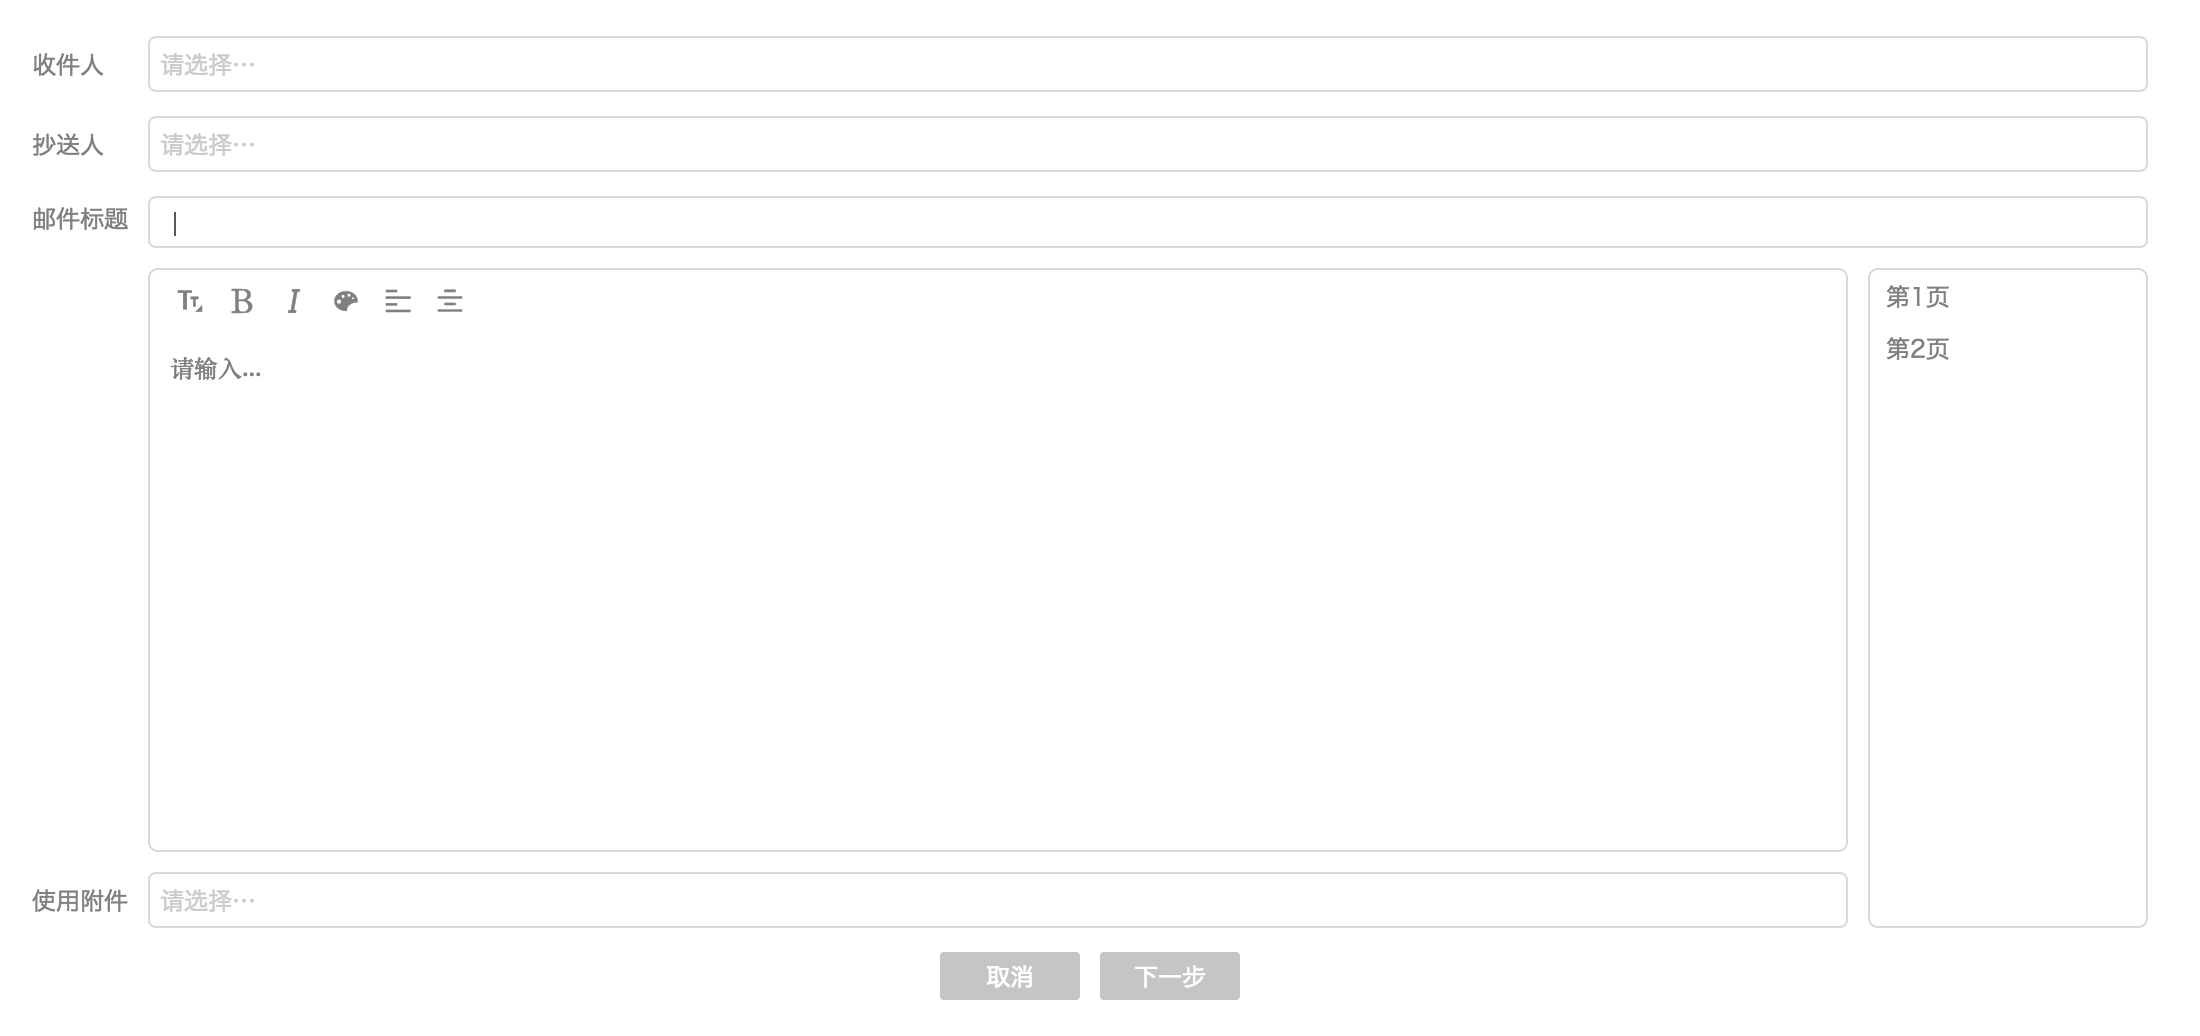 收件人 请选择…
抄送人 请选择…
邮件标题
请输入...
第1页
第2页
使用附件 请选择…
取消 下一步